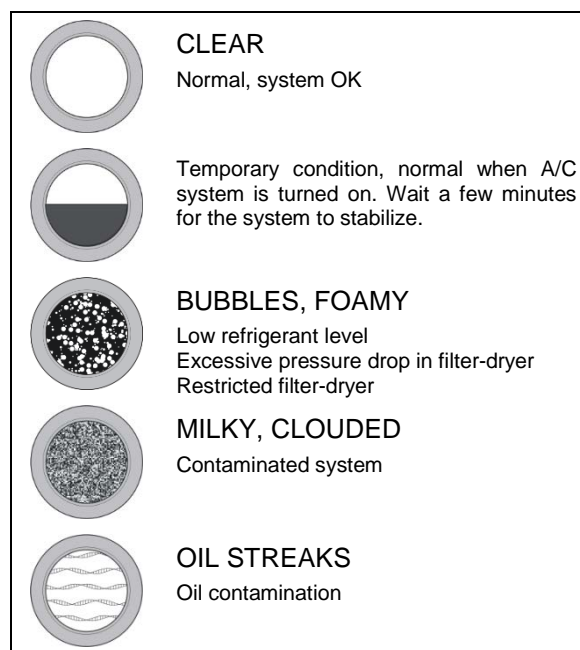 CLEAR
Normal, system OK
Temporary condition, normal when A/C
system is turned on. Wait a few minutes
for the system to stabilize.
BUBBLES, FOAMY
Low refrigerant level
Excessive pressure drop in filter-dryer
Restricted filter-dryer
MILKY, CLOUDED
Contaminated system
OIL STREAKS
Oil contamination